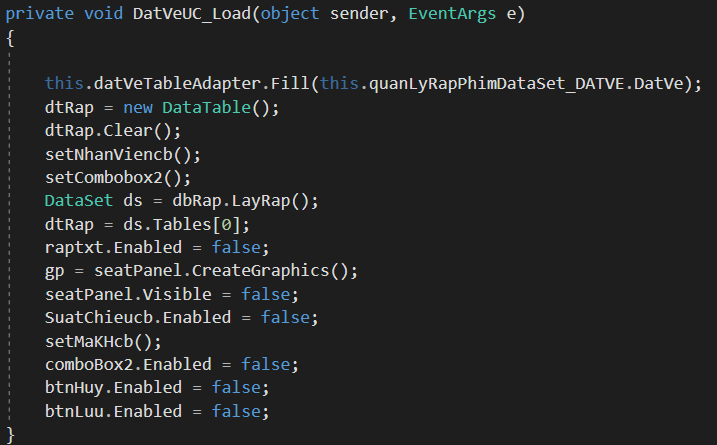 private void DatVeUC_Load(object sender, EventArgs e)
{
this.datVeTableAdapter.Fill(this.quanLyRapPhimDataSet_DATVE.DatVe);
dtRap = new DataTable();
dtRap.Clear();
setNhanViencb();
setCombobox2();
DataSet ds = dbRap.LayRap();
dtRap = ds.Tables[0];
raptxt.Enabled = false;
gp = seatPanel.CreateGraphics();
seatPanel.Visible = false;
SuatChieucb.Enabled = false;
setMaKHcb();
comboBox2.Enabled = false;
btnHuy.Enabled = false;
btnLuu.Enabled = false;
}